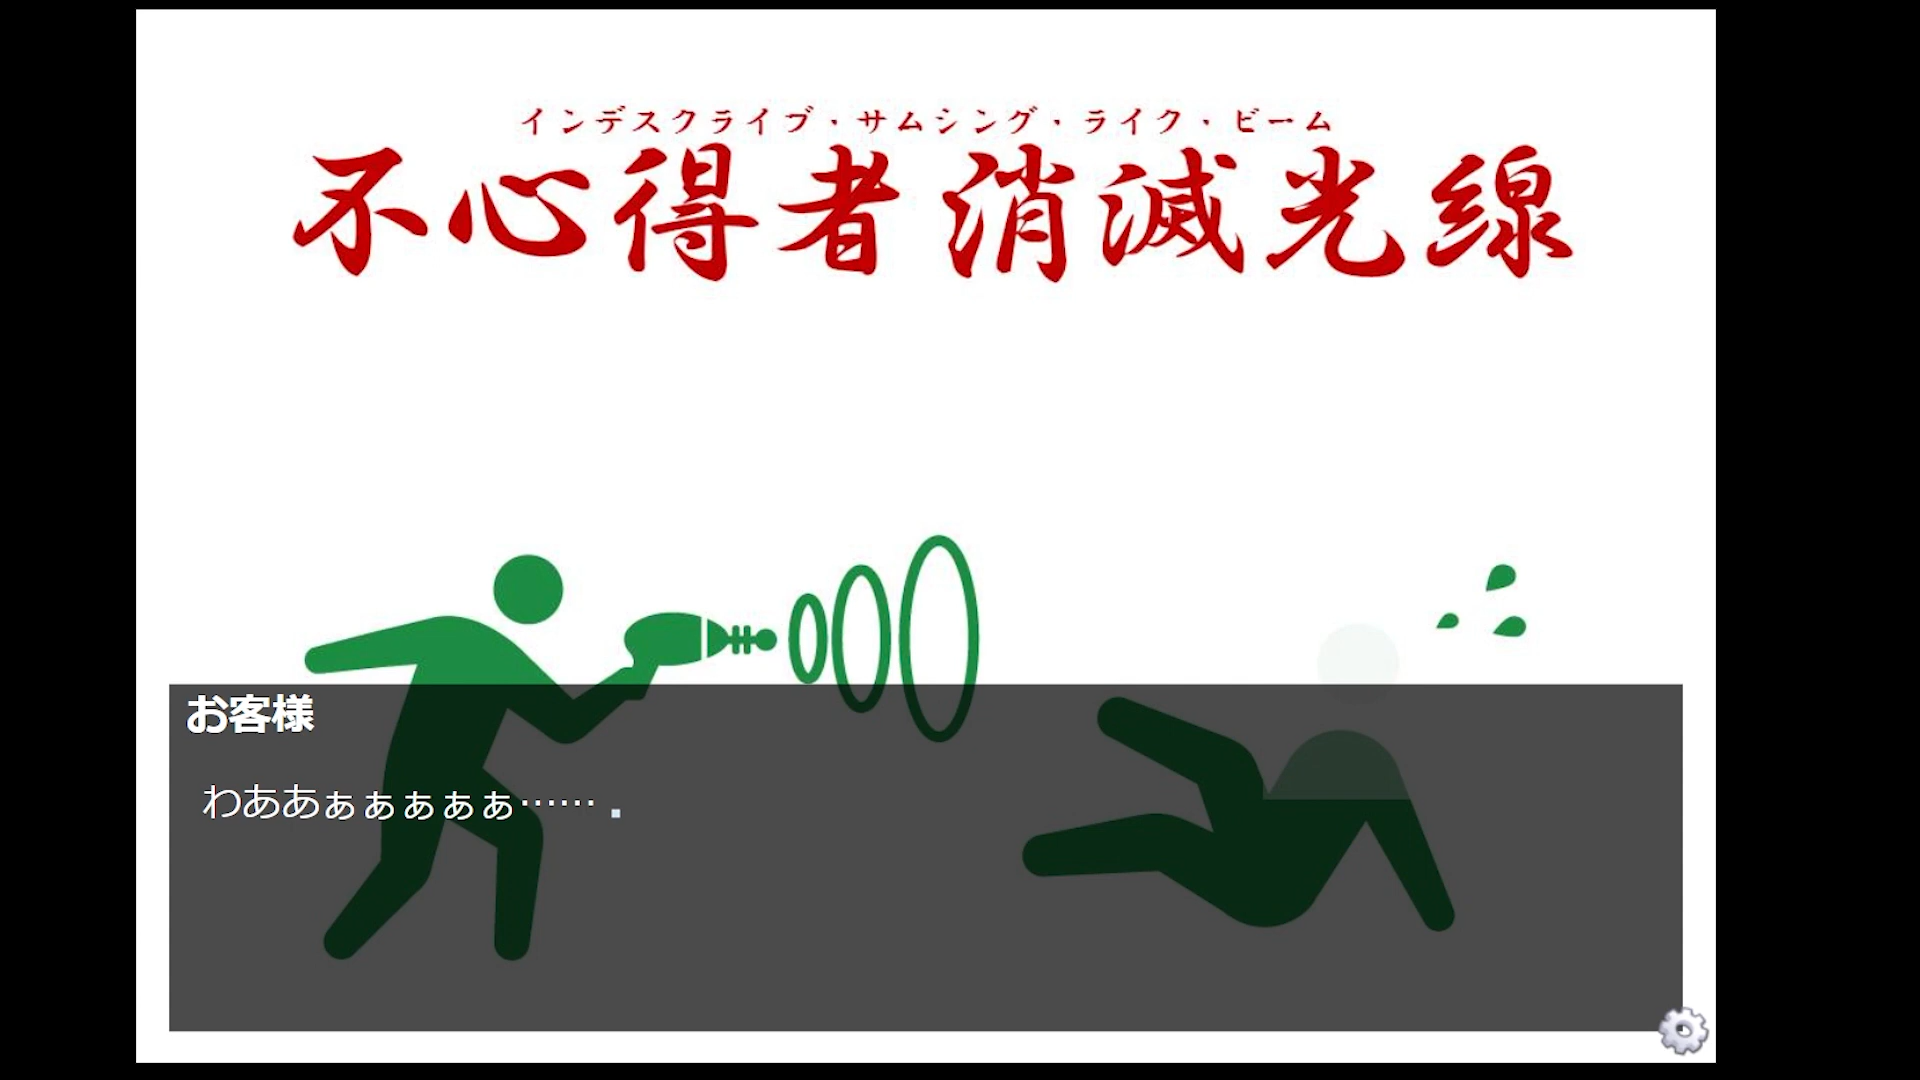 インデスクライブ・サムシング・ライク・ビーム
不心得者消滅光線
お客様
わああぁぁぁぁぁ……